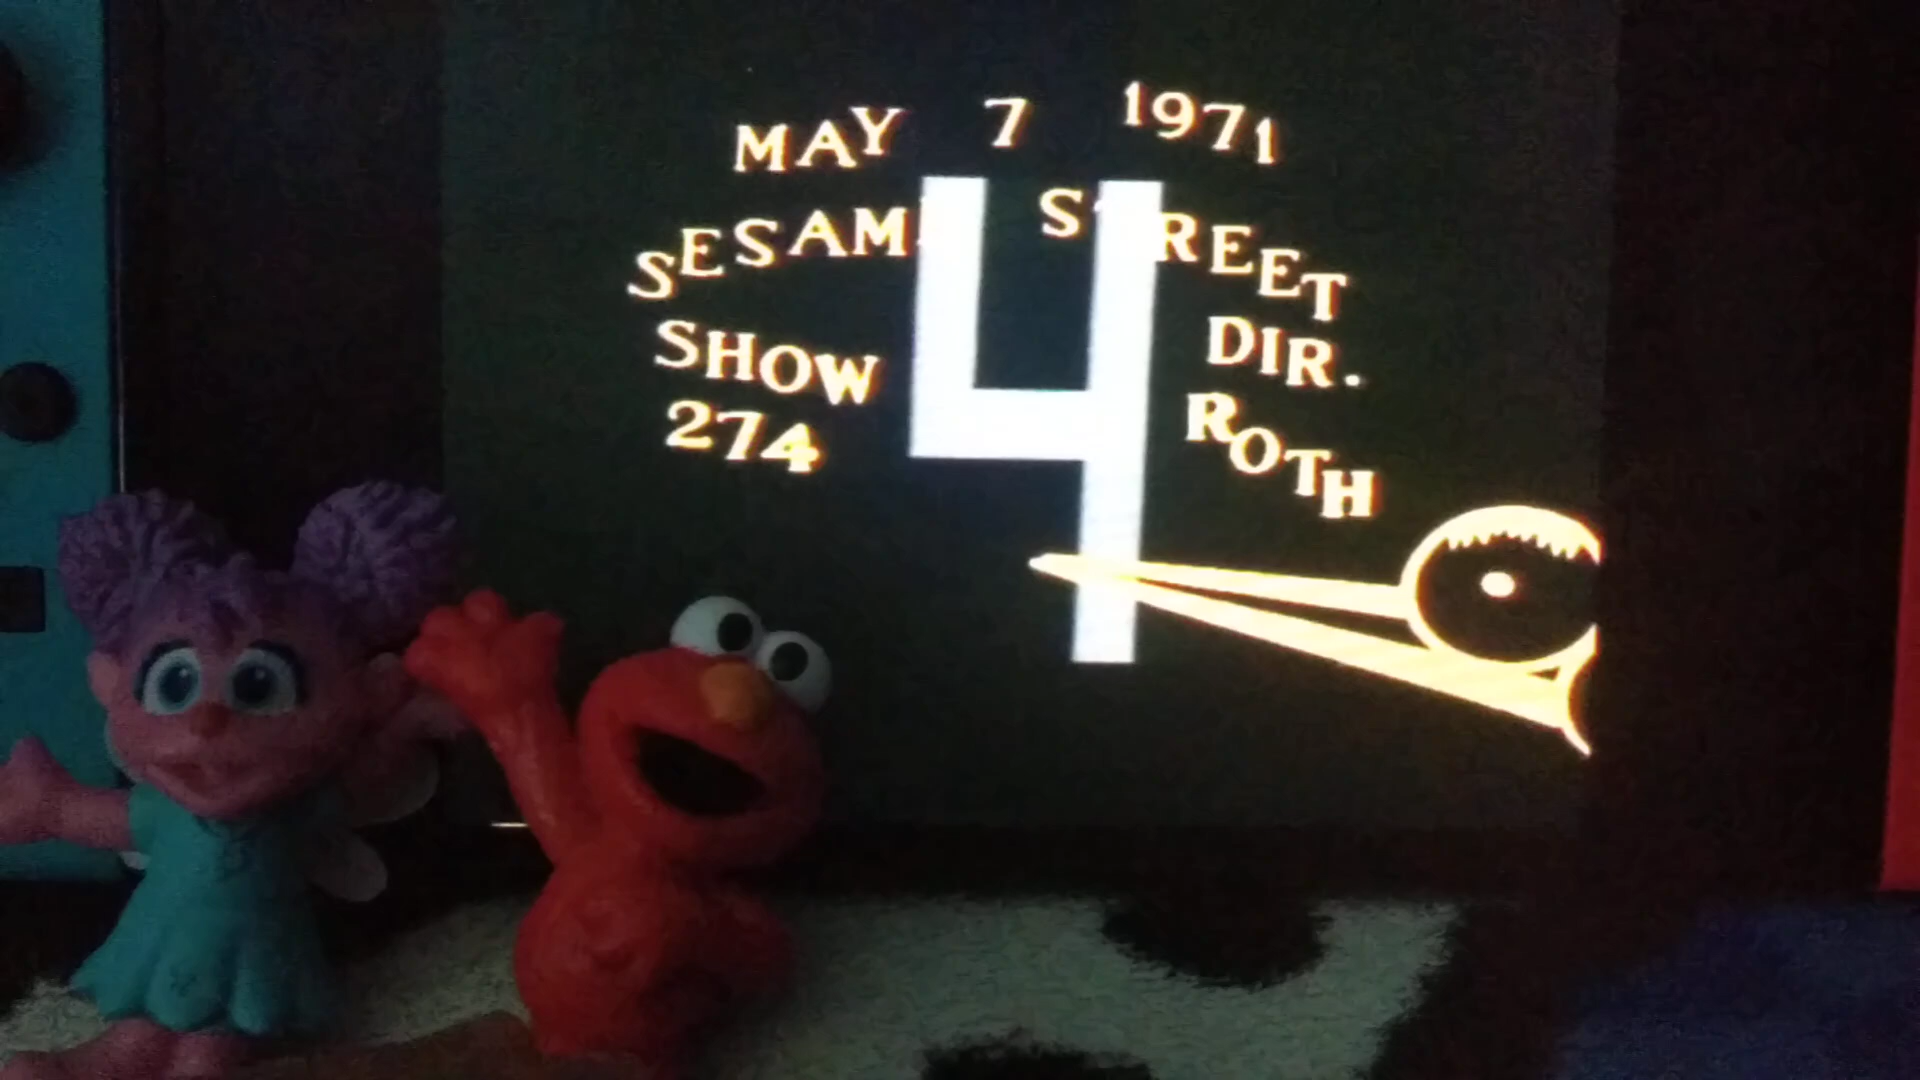 MAY 7 1971
SESAME STREET
SHOW 274
DIR. ROTH
4